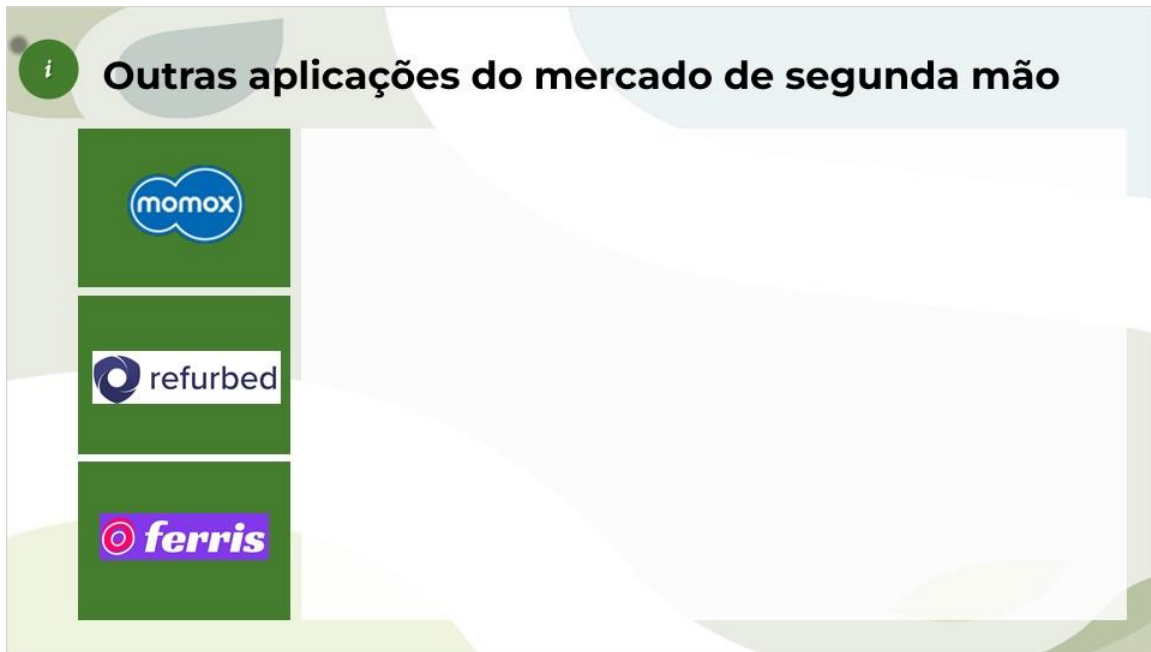 i
Outras aplicações do mercado de segunda mão
momox
refurbed
ferris